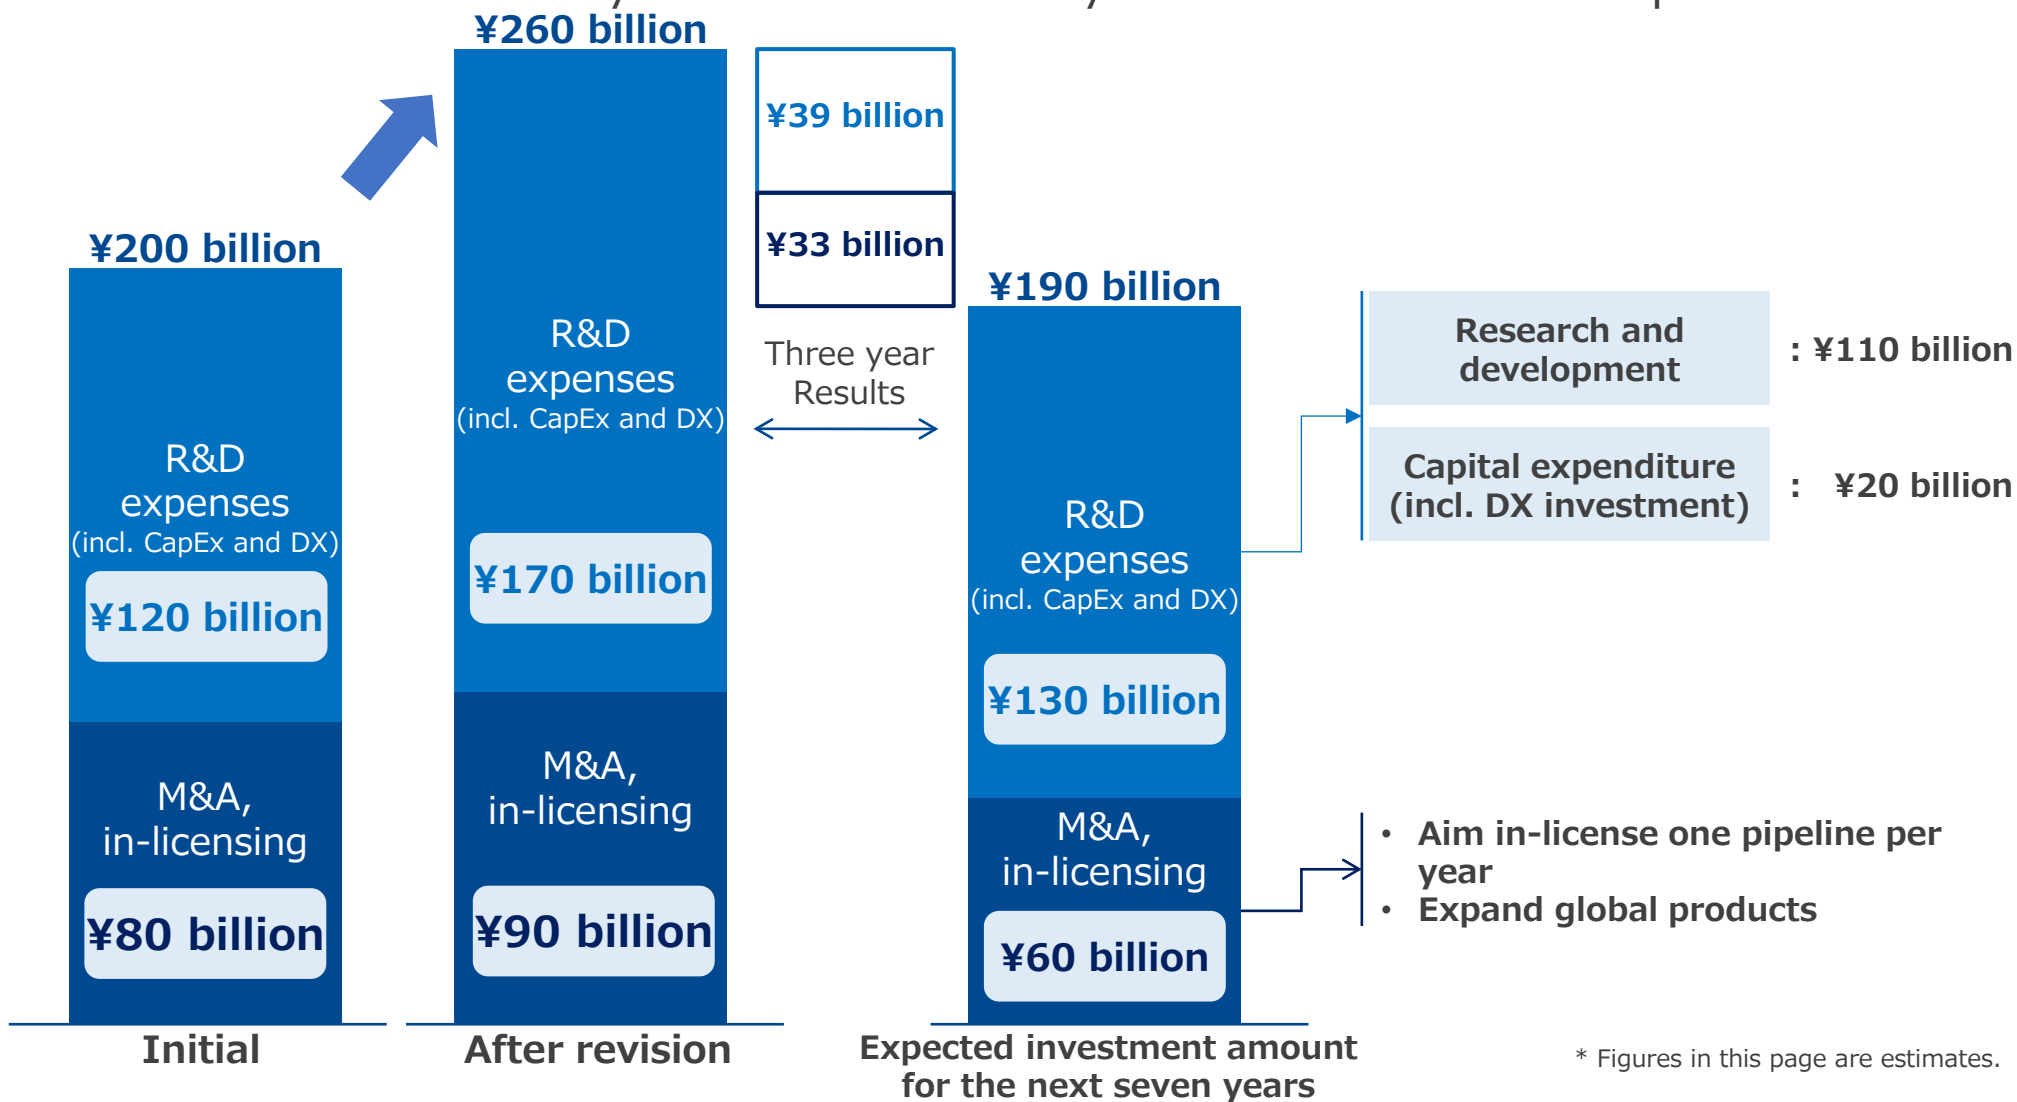 ¥260 billion
¥39 billion
¥33 billion
¥200 billion
¥190 billion
R&D
expenses
(incl. CapEx and DX)
¥120 billion
M&A,
in-licensing
¥80 billion
Initial
R&D
expenses
(incl. CapEx and DX)
¥170 billion
M&A,
in-licensing
¥90 billion
After revision
Three year
Results
R&D
expenses
(incl. CapEx and DX)
¥130 billion
M&A,
in-licensing
¥60 billion
Expected investment amount
for the next seven years
Research and
development
: ¥110 billion
Capital expenditure
(incl. DX investment)
: ¥20 billion
• Aim in-license one pipeline per
year
• Expand global products
* Figures in this page are estimates.